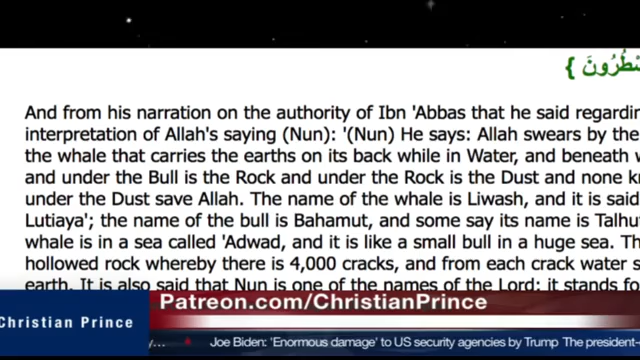 سْطُرُونَ }
And from his narration on the authority of Ibn 'Abbas that he said regardin
interpretation of Allah's saying (Nun): '(Nun) He says: Allah swears by the
the whale that carries the earths on its back while in Water, and beneath w
and under the Bull is the Rock and under the Rock is the Dust and none k
under the Dust save Allah. The name of the whale is Liwash, and it is said
Lutiaya'; the name of the bull is Bahamut, and some say its name is Talhut
whale is in a sea called 'Adwad, and it is like a small bull in a huge sea. Th
hollowed rock whereby there is 4,000 cracks, and from each crack water s
earth. It is also said that Nun is one of the names of the Lord; it stands fo
Patreon.com/ChristianPrince
Christian Prince
y... Joe Biden: 'Enormous damage' to US security agencies by Trump The president-